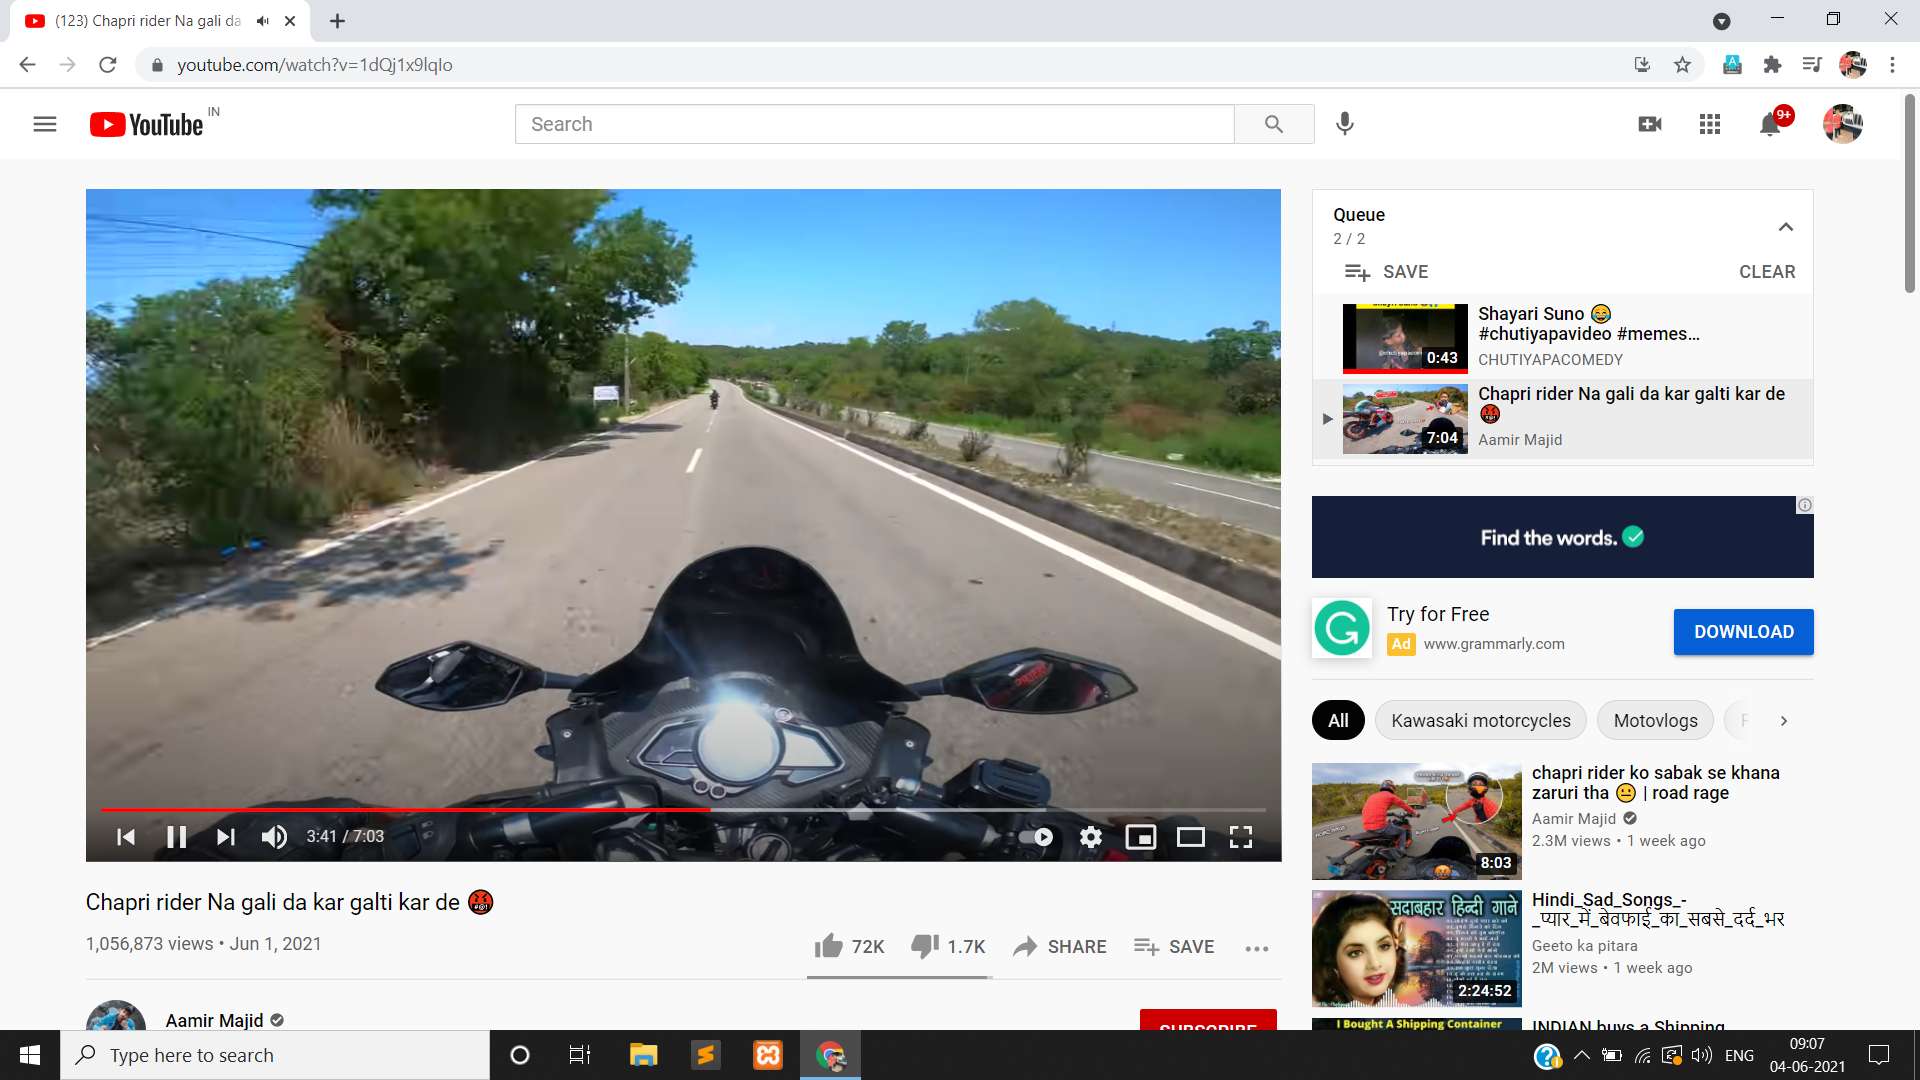 (123) Chapri rider Na gali da
youtube.com/watch?v=1dQj1x9lqIo
YouTube IN
Search
9+
Queue
2 / 2
SAVE
CLEAR
Shayari Suno 😂
#chutiyapavideo #memes...
CHUTIYAPACOMEDY
0:43
Chapri rider Na gali da kar galti kar de
🤬
Aamir Majid
7:04
Find the words.
Try for Free
Ad www.grammarly.com
DOWNLOAD
All
Kawasaki motorcycles
Motovlogs
chapri rider ko sabak se khana
zaruri tha 😐 | road rage
Aamir Majid
2.3M views • 1 week ago
8:03
सदाबहार हिन्दी गाने
2:24:52
Hindi_Sad_Songs_-
_प्यार_में_बेवफाई_का_सबसे_दर्द_भर
Geeto ka pitara
2M views • 1 week ago
I Bought A Shipping Container
INDIAN buys a Shipping
3:41 / 7:03
Chapri rider Na gali da kar galti kar de 🤬
1,056,873 views • Jun 1, 2021
72K
1.7K
SHARE
SAVE
Aamir Majid
SUBSCRIBE
Type here to search
ENG
09:07
04-06-2021